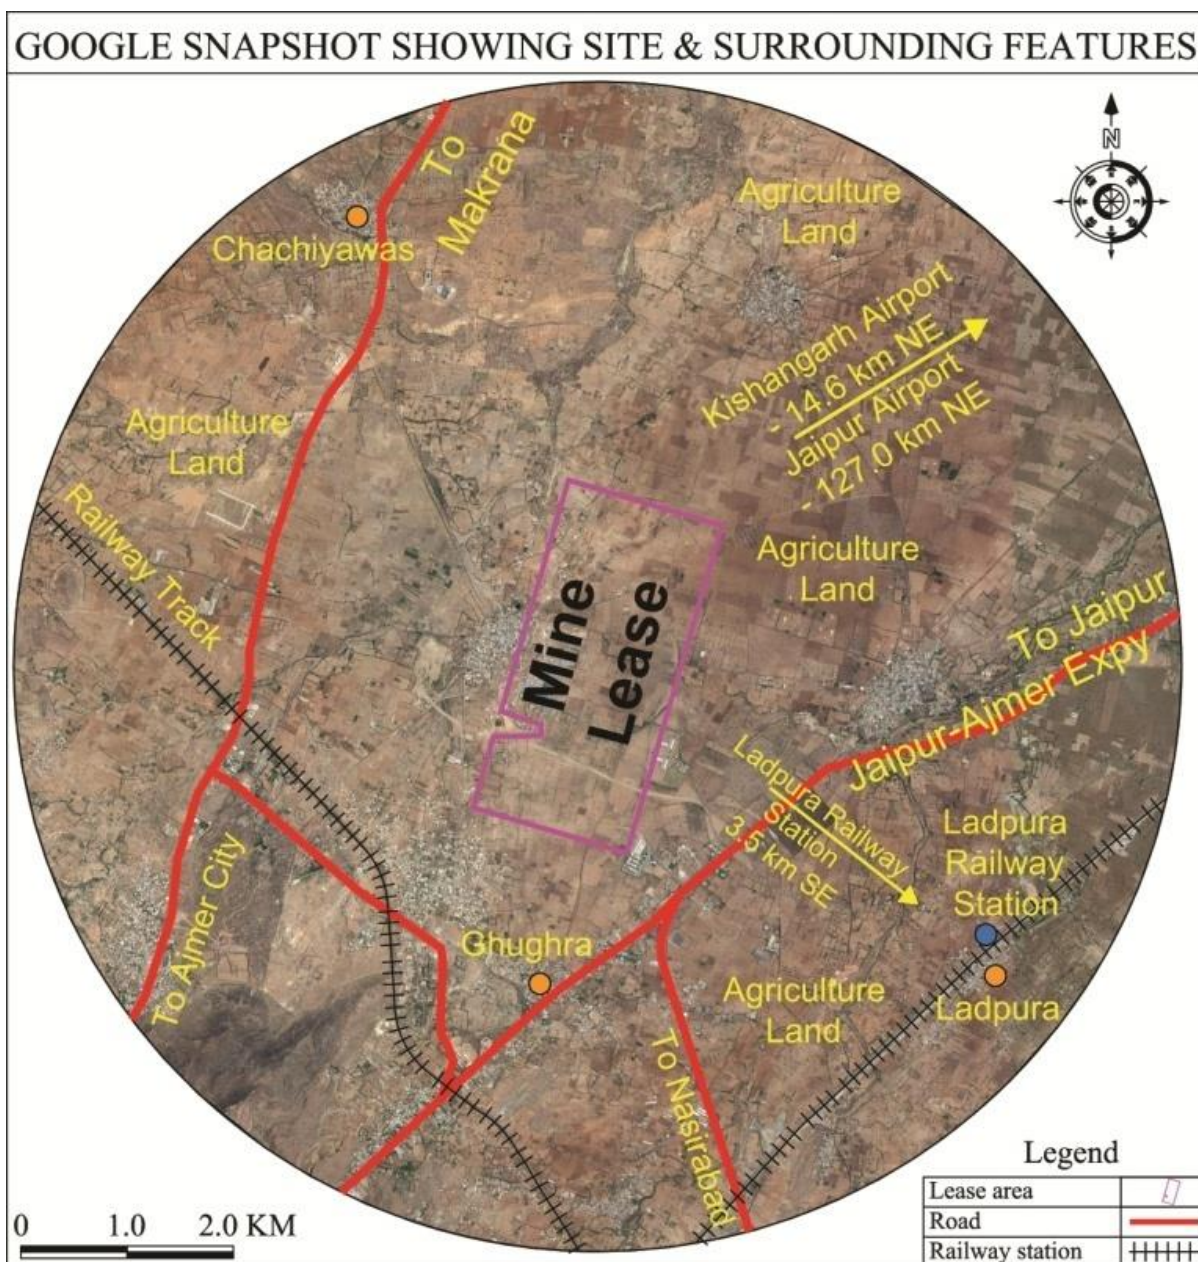 GOOGLE SNAPSHOT SHOWING SITE & SURROUNDING FEATURES
N
To
Makrana
Chachiyawas
Agriculture
Land
Kishangarh Airport
- 14.6 km NE
Jaipur Airport
- 127.0 km NE
Agriculture
Land
Railway Track
Agriculture
Land
Mine
Lease
To Jaipur
Jaipur-Ajmer Expy
Ladpura Railway
Station
3.5 km SE
Ladpura
Railway
Station
To Ajmer City
Ghughra
Agriculture
Land
Ladpura
To Nasirabad
0 1.0 2.0 KM
Legend
Lease area
Road
Railway station